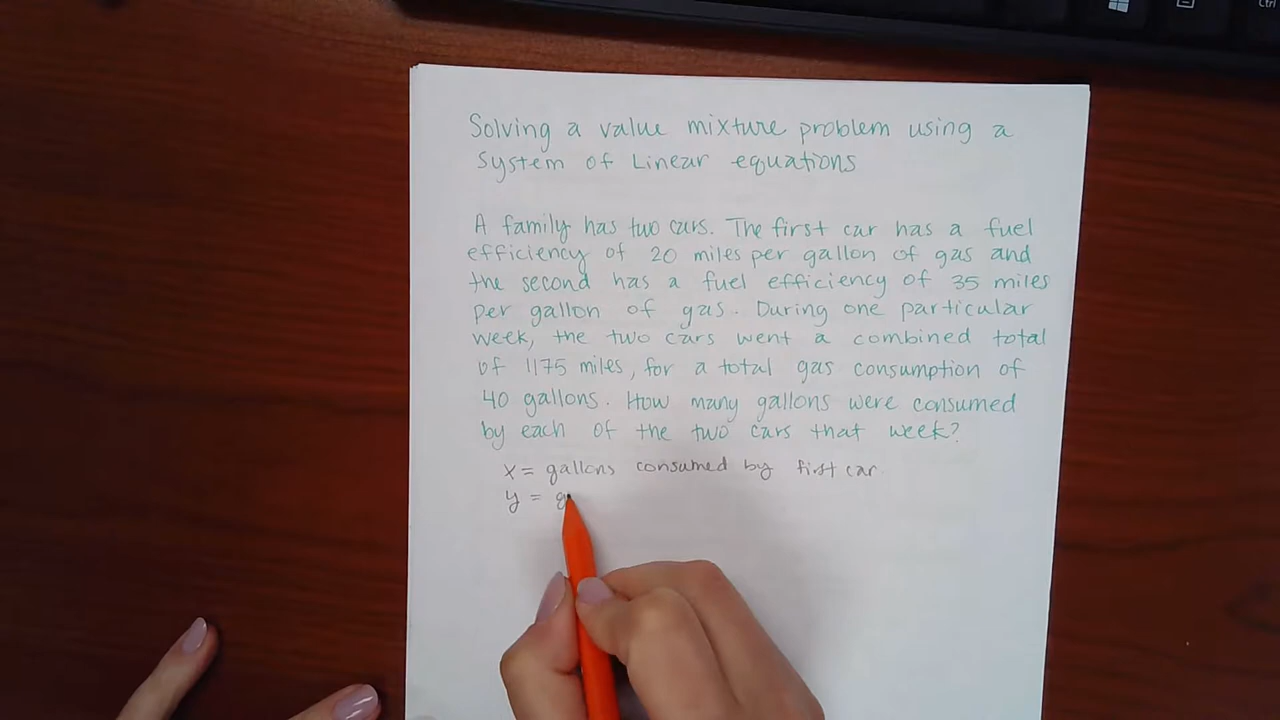 Ctrl
Solving a value mixture problem using a
system of Linear equations
A family has two cars. The first car has a fuel
efficiency of 20 miles per gallon of gas and
the second has a fuel efficiency of 35 miles
per gallon of gas. During one particular
week, the two cars went a combined total
of 1175 miles, for a total gas consumption of
40 gallons. How many gallons were consumed
by each of the two cars that week?
x = gallons consumed by first car
y = g